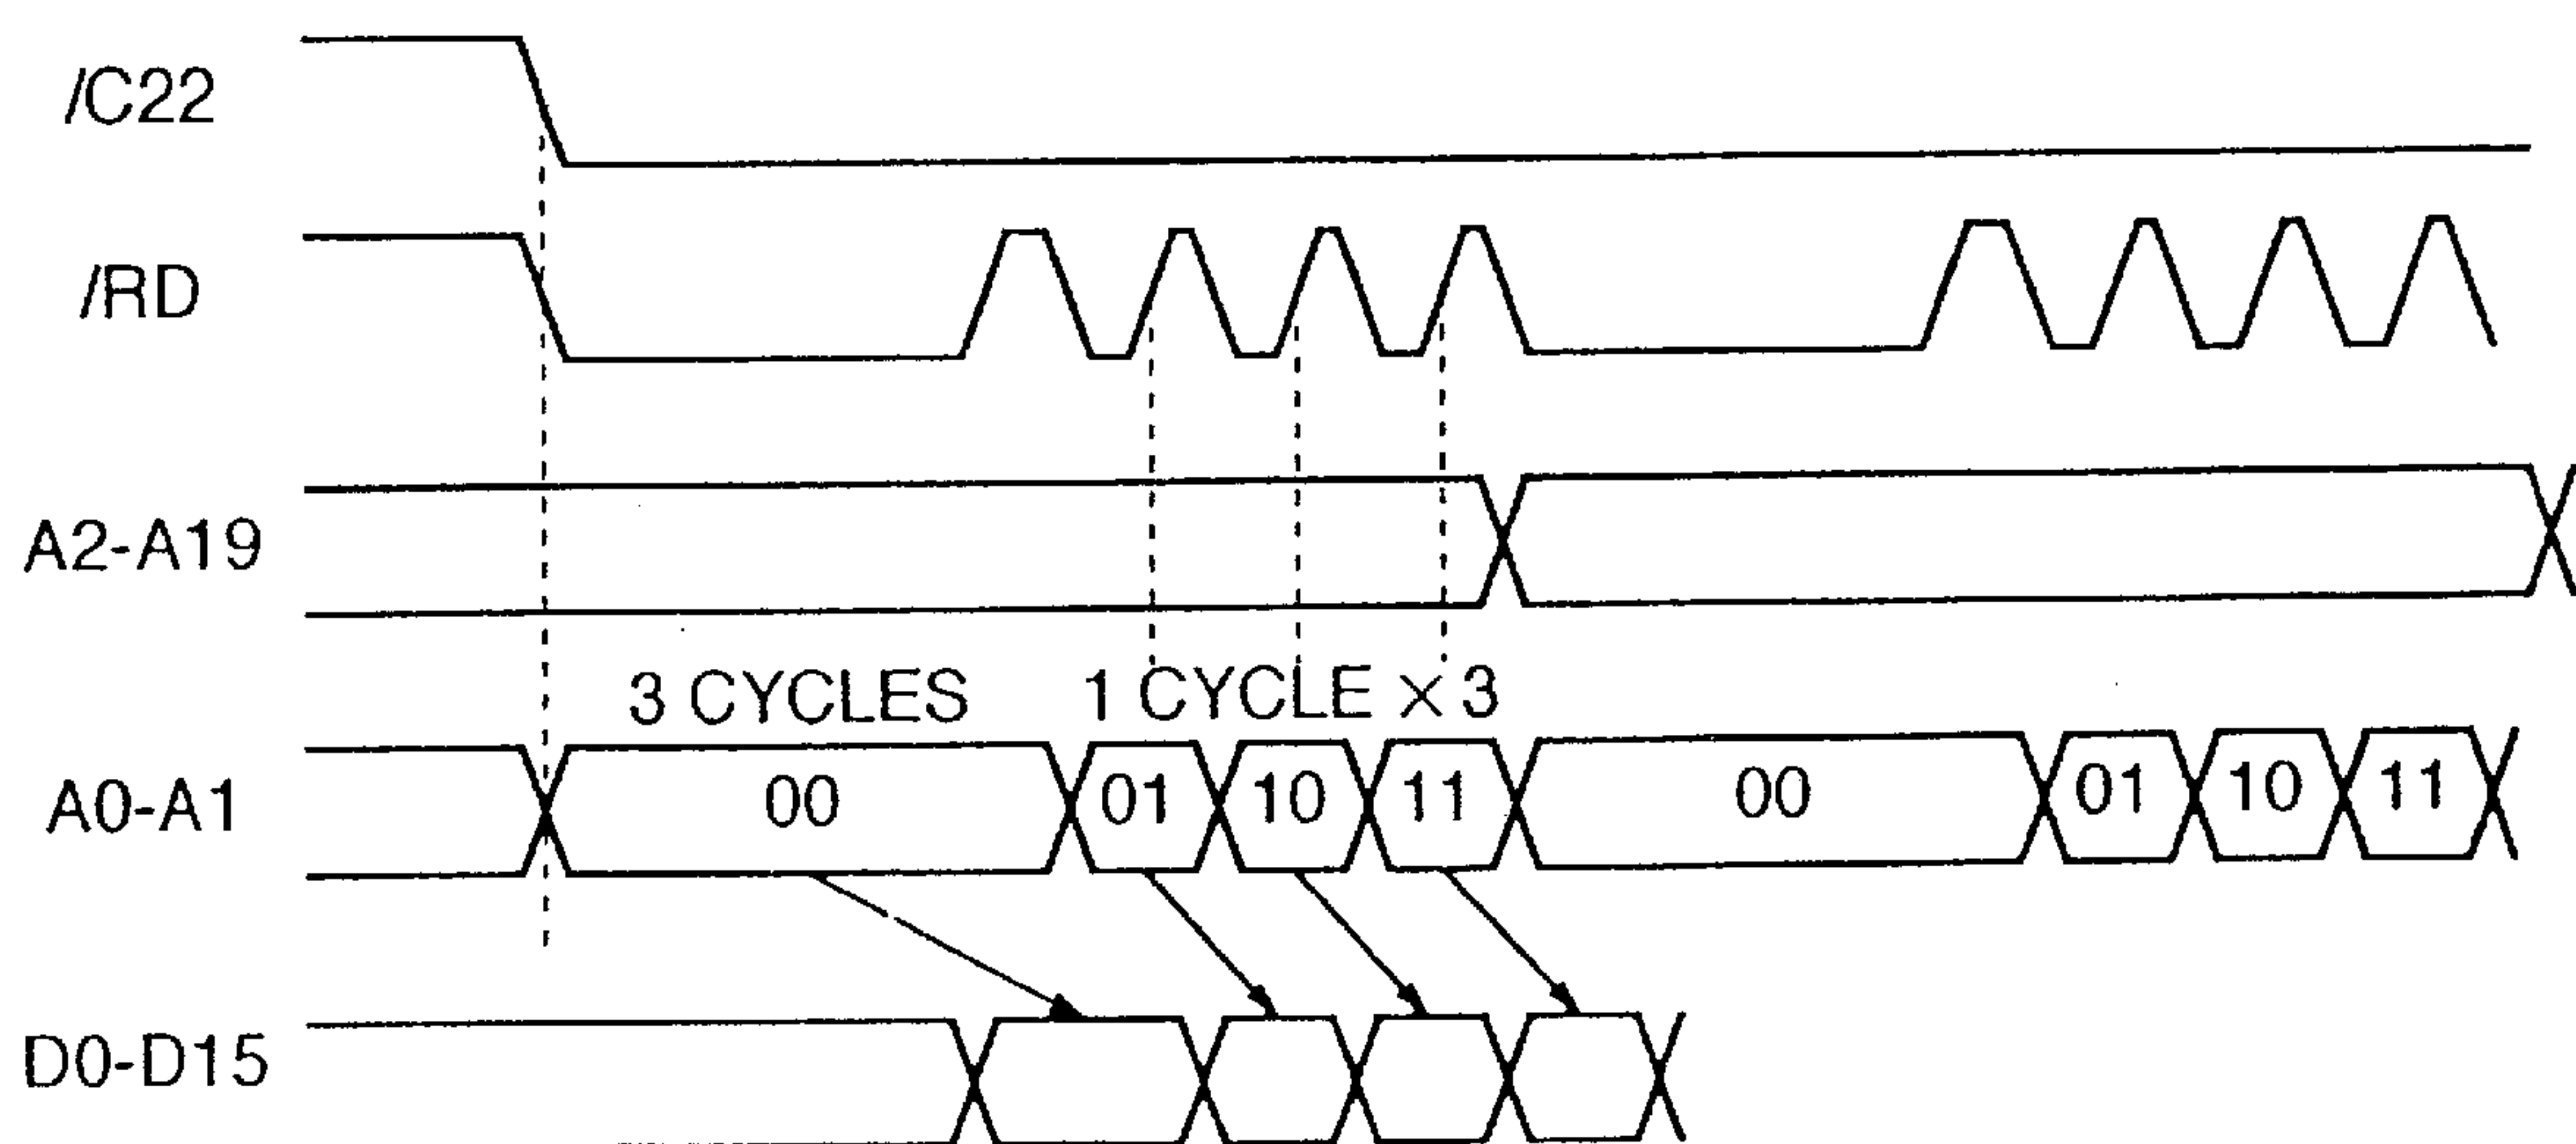 /C22
/RD
A2-A19
3 CYCLES 1 CYCLE × 3
A0-A1 00 01 10 11 00 01 10 11
D0-D15